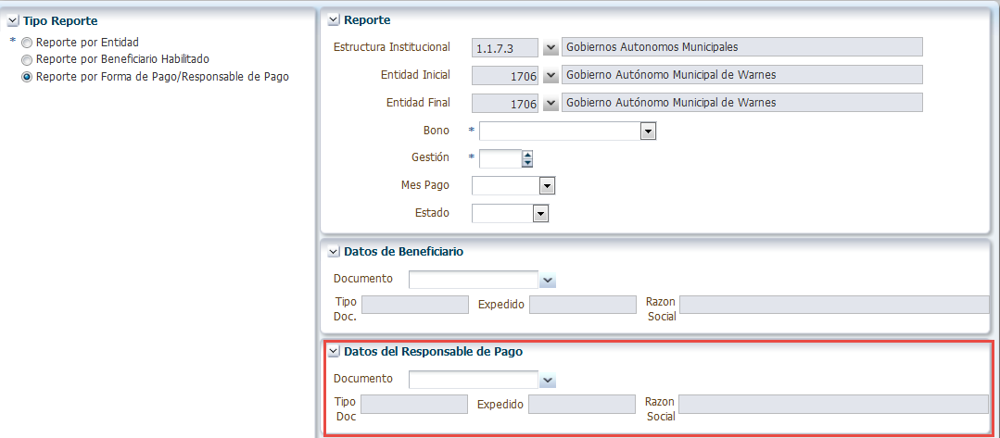 Tipo Reporte
* Reporte por Entidad
Reporte por Beneficiario Habilitado
Reporte por Forma de Pago/Responsable de Pago
Reporte
Estructura Institucional 1.1.7.3 Gobiernos Autonomos Municipales
Entidad Inicial 1706 Gobierno Autónomo Municipal de Warnes
Entidad Final 1706 Gobierno Autónomo Municipal de Warnes
Bono *
Gestión *
Mes Pago
Estado
Datos de Beneficiario
Documento
Tipo Doc. Expedido Razon Social
Datos del Responsable de Pago
Documento
Tipo Doc Expedido Razon Social